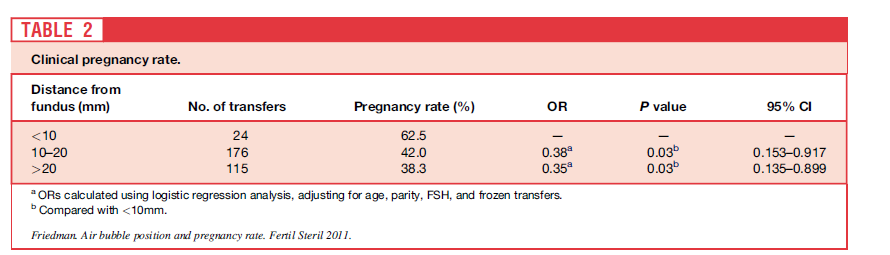 TABLE 2
Clinical pregnancy rate.
Distance from
fundus (mm) No. of transfers Pregnancy rate (%) OR P value 95% CI
<10 24 62.5 — — —
10–20 176 42.0 0.38a 0.03b 0.153–0.917
>20 115 38.3 0.35a 0.03b 0.135–0.899
a ORs calculated using logistic regression analysis, adjusting for age, parity, FSH, and frozen transfers.
b Compared with <10mm.
Friedman. Air bubble position and pregnancy rate. Fertil Steril 2011.